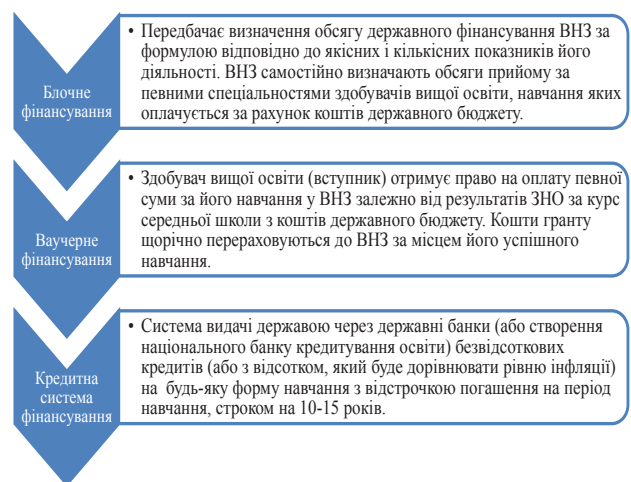 Блочне
фінансування
• Передбачає визначення обсягу державного фінансування ВНЗ за
формулою відповідно до якісних і кількісних показників його
діяльності. ВНЗ самостійно визначають обсяги прийому за
певними спеціальностями здобувачів вищої освіти, навчання яких
оплачується за рахунок коштів державного бюджету.
Ваучерне
фінансування
• Здобувач вищої освіти (вступник) отримує право на оплату певної
суми за його навчання у ВНЗ залежно від результатів ЗНО за курс
середньої школи з коштів державного бюджету. Кошти гранту
щорічно перераховуються до ВНЗ за місцем його успішного
навчання.
Кредитна
система
фінансування
• Система видачі державою через державні банки (або створення
національного банку кредитування освіти) безвідсоткових
кредитів (або з відсотком, який буде дорівнювати рівню інфляції)
на будь-яку форму навчання з відстрочкою погашення на період
навчання, строком на 10-15 років.